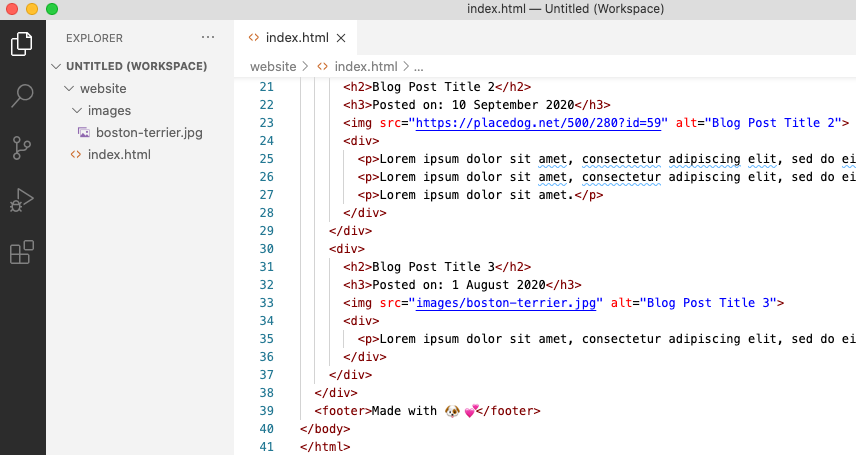 index.html — Untitled (Workspace)
EXPLORER ···
UNTITLED (WORKSPACE)
website
images
boston-terrier.jpg
index.html
index.html ×
website > index.html > ...
21 <h2>Blog Post Title 2</h2>
22 <h3>Posted on: 10 September 2020</h3>
23 <img src="https://placedog.net/500/280?id=59" alt="Blog Post Title 2">
24 <div>
25 <p>Lorem ipsum dolor sit amet, consectetur adipiscing elit, sed do ei
26 <p>Lorem ipsum dolor sit amet, consectetur adipiscing elit, sed do ei
27 <p>Lorem ipsum dolor sit amet.</p>
28 </div>
29 </div>
30 <div>
31 <h2>Blog Post Title 3</h2>
32 <h3>Posted on: 1 August 2020</h3>
33 <img src="images/boston-terrier.jpg" alt="Blog Post Title 3">
34 <div>
35 <p>Lorem ipsum dolor sit amet, consectetur adipiscing elit, sed do ei
36 </div>
37 </div>
38 </div>
39 <footer>Made with 🐶 💕</footer>
40 </body>
41 </html>